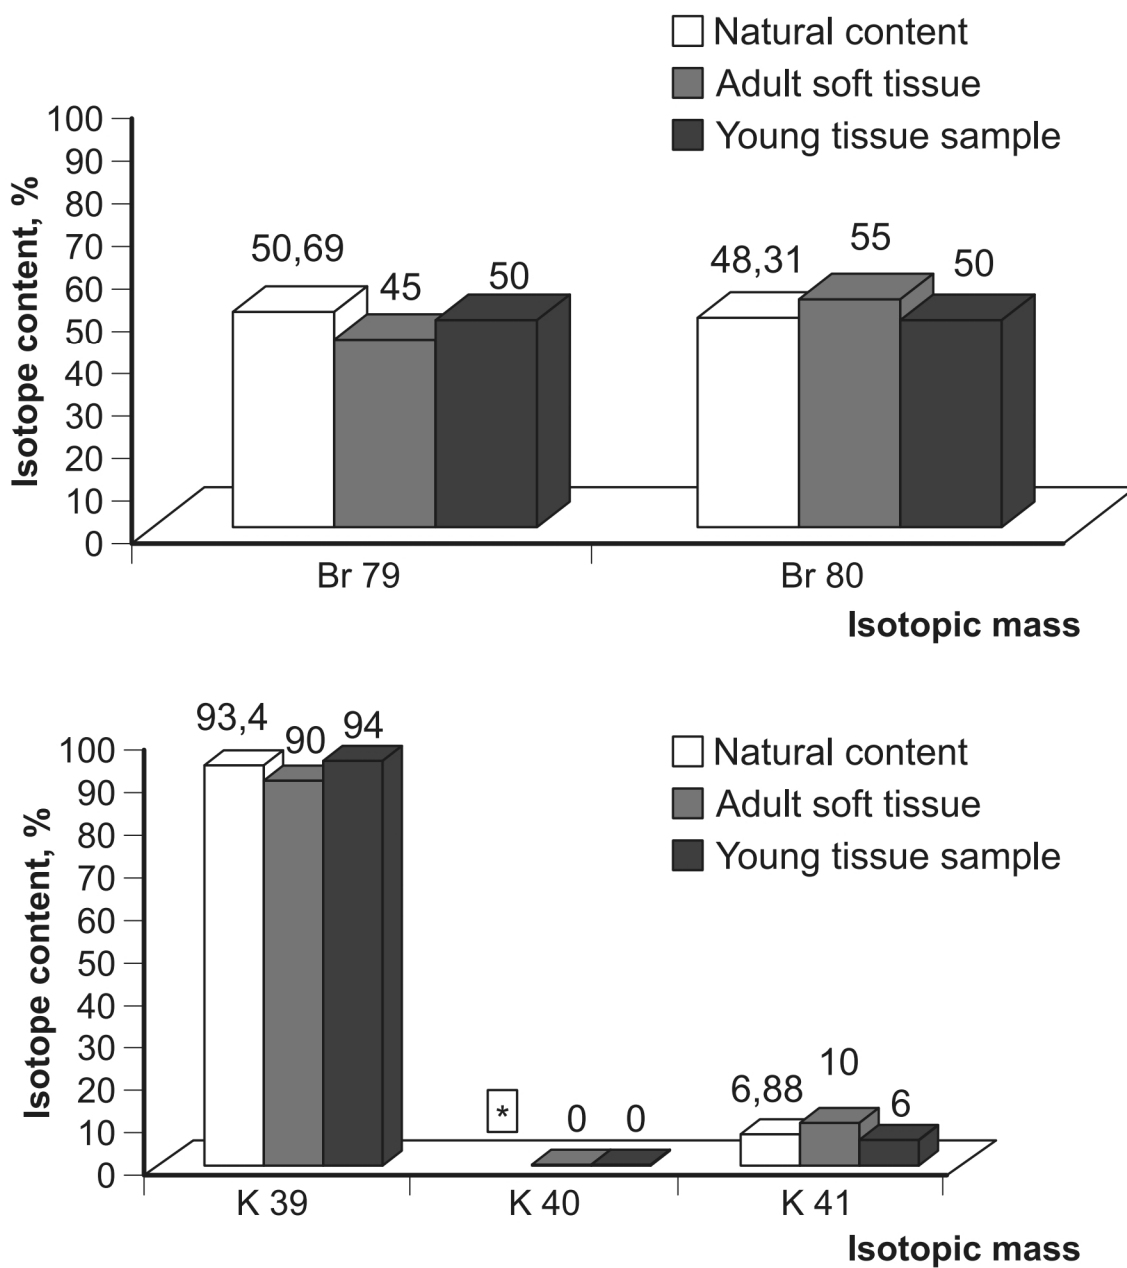 Natural content
Adult soft tissue
Young tissue sample
Isotope content, %
100
90
80
70
60
50
40
30
20
10
0
50,69
45
50
48,31
55
50
Br 79
Br 80
Isotopic mass
Natural content
Adult soft tissue
Young tissue sample
Isotope content, %
100
90
80
70
60
50
40
30
20
10
0
93,4
90
94
*
0
0
6,88
10
6
K 39
K 40
K 41
Isotopic mass